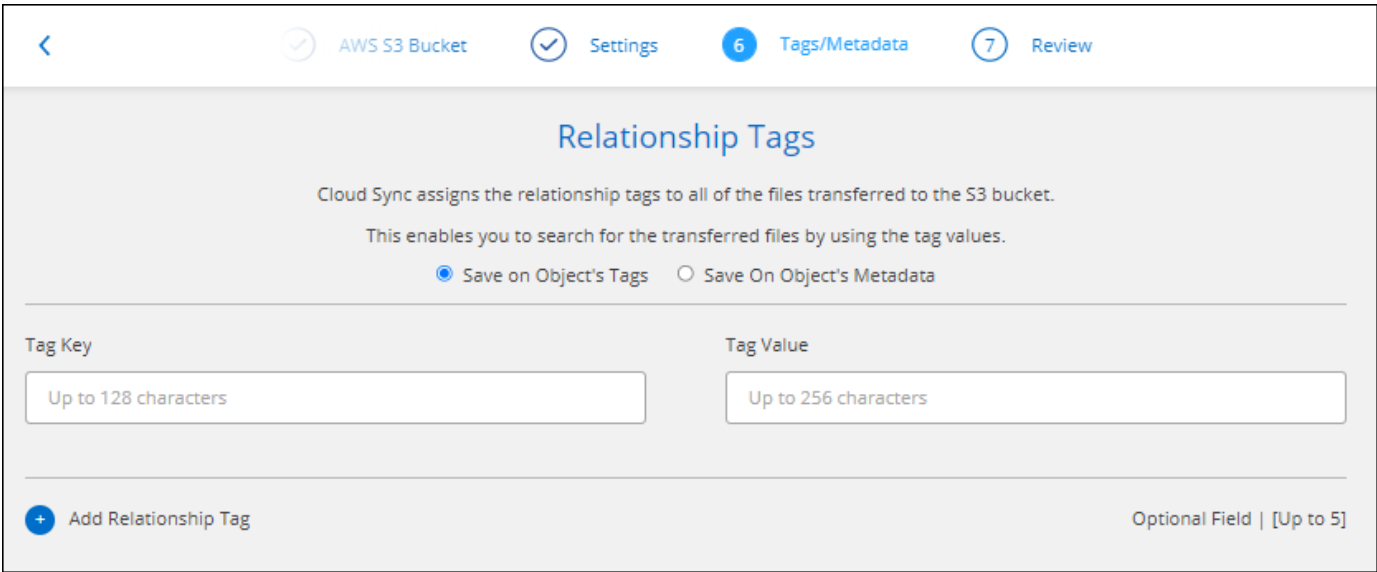 AWS S3 Bucket Settings 6 Tags/Metadata 7 Review
Relationship Tags
Cloud Sync assigns the relationship tags to all of the files transferred to the S3 bucket.
This enables you to search for the transferred files by using the tag values.
Save on Object's Tags Save On Object's Metadata
Tag Key Tag Value
Up to 128 characters Up to 256 characters
Add Relationship Tag Optional Field | [Up to 5]